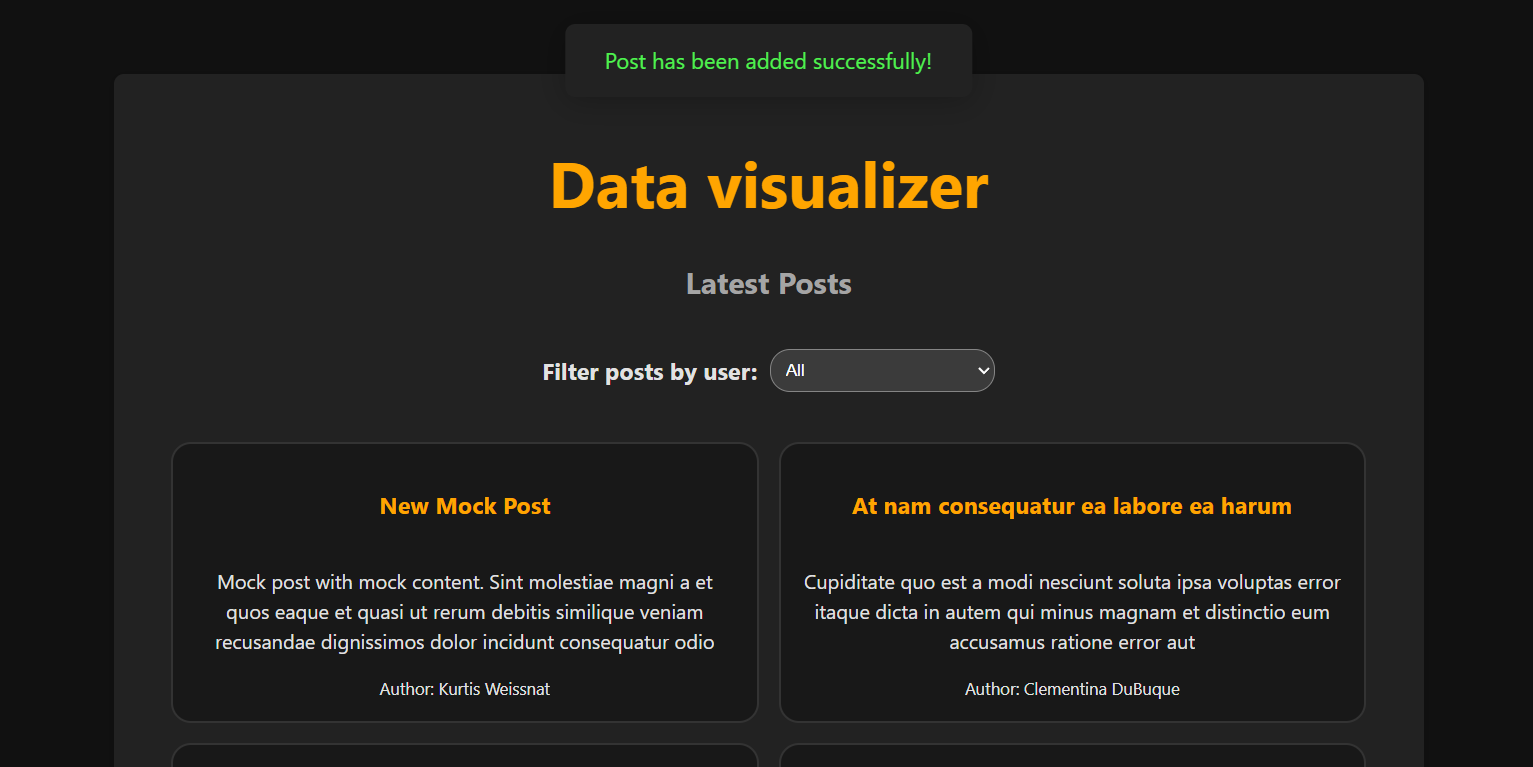 Post has been added successfully!
Data visualizer
Latest Posts
Filter posts by user: All
New Mock Post
Mock post with mock content. Sint molestiae magni a et
quos eaque et quasi ut rerum debitis similique veniam
recusandae dignissimos dolor incidunt consequatur odio
Author: Kurtis Weissnat
At nam consequatur ea labore ea harum
Cupiditate quo est a modi nesciunt soluta ipsa voluptas error
itaque dicta in autem qui minus magnam et distinctio eum
accusamus ratione error aut
Author: Clementina DuBuque